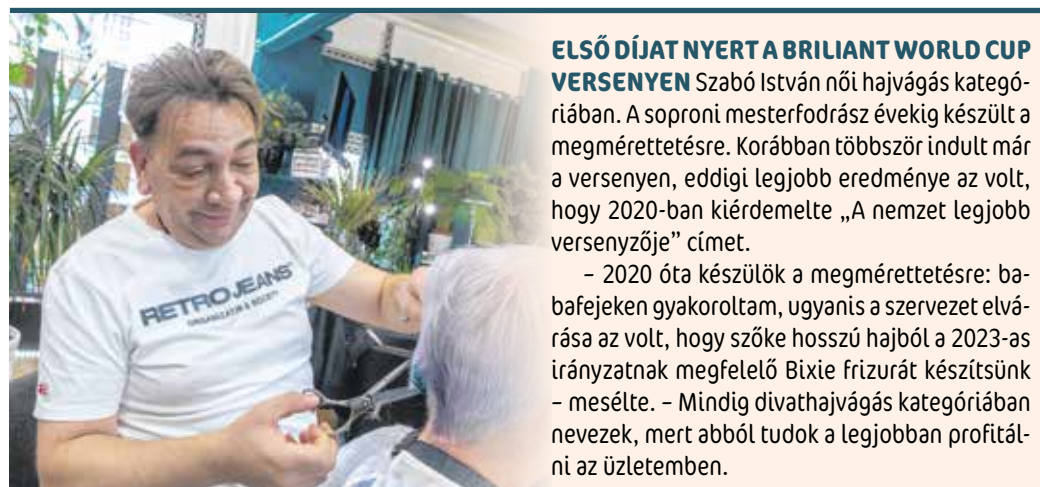 ELSŐ DÍJAT NYERT A BRILIANT WORLD CUP
VERSENYEN Szabó István női hajvágás kategó-
riában. A soproni mesterfodrász évekig készült a
megmérettetésre. Korábban többször indult már
a versenyen, eddigi legjobb eredménye az volt,
hogy 2020-ban kiérdemelte „A nemzet legjobb
versenyzője” címet.
– 2020 óta készülök a megmérettetésre: ba-
bafejeken gyakoroltam, ugyanis a szervezet elvá-
rása az volt, hogy szőke hosszú hajból a 2023-as
irányzatnak megfelelő Bixie frizurát készítsünk
– mesélte. – Mindig divathajvágás kategóriában
nevezek, mert abból tudok a legjobban profitál-
ni az üzletemben.
RETRO JEANS